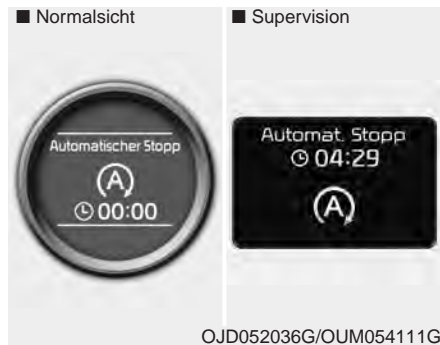 ■ Normalsicht
Automatischer Stopp
A
00:00
■ Supervision
Automat. Stopp
04:29
A
OJD052036G/OUM054111G